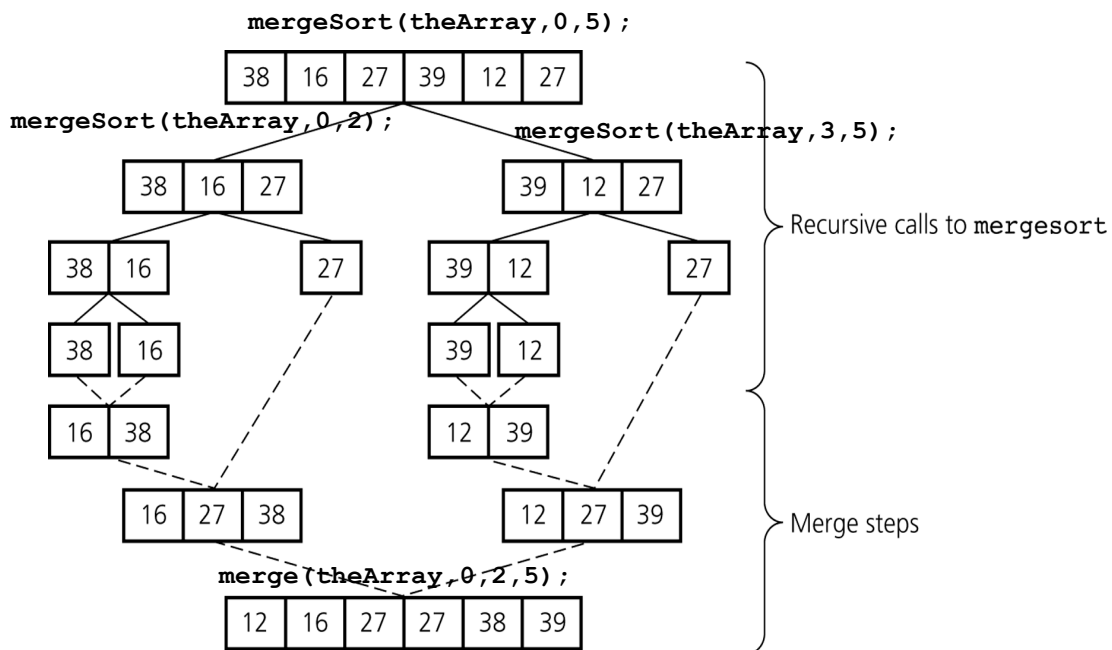 mergeSort(theArray,0,5);
38 16 27 39 12 27
mergeSort(theArray,0,2);
mergeSort(theArray,3,5);
38 16 27
39 12 27
Recursive calls to mergesort
38 16
27
39 12
27
38
16
39
12
16 38
12 39
16 27 38
12 27 39
Merge steps
merge(theArray,0,2,5);
12 16 27 27 38 39